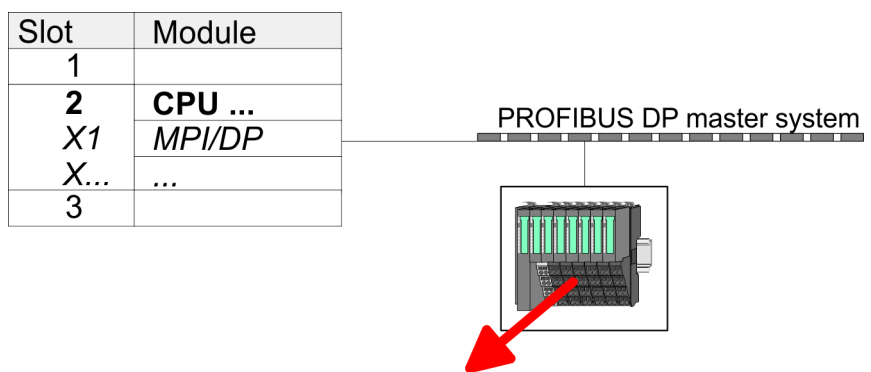 Slot Module
1
2 CPU ...
X1 MPI/DP
X... ...
3
PROFIBUS DP master system